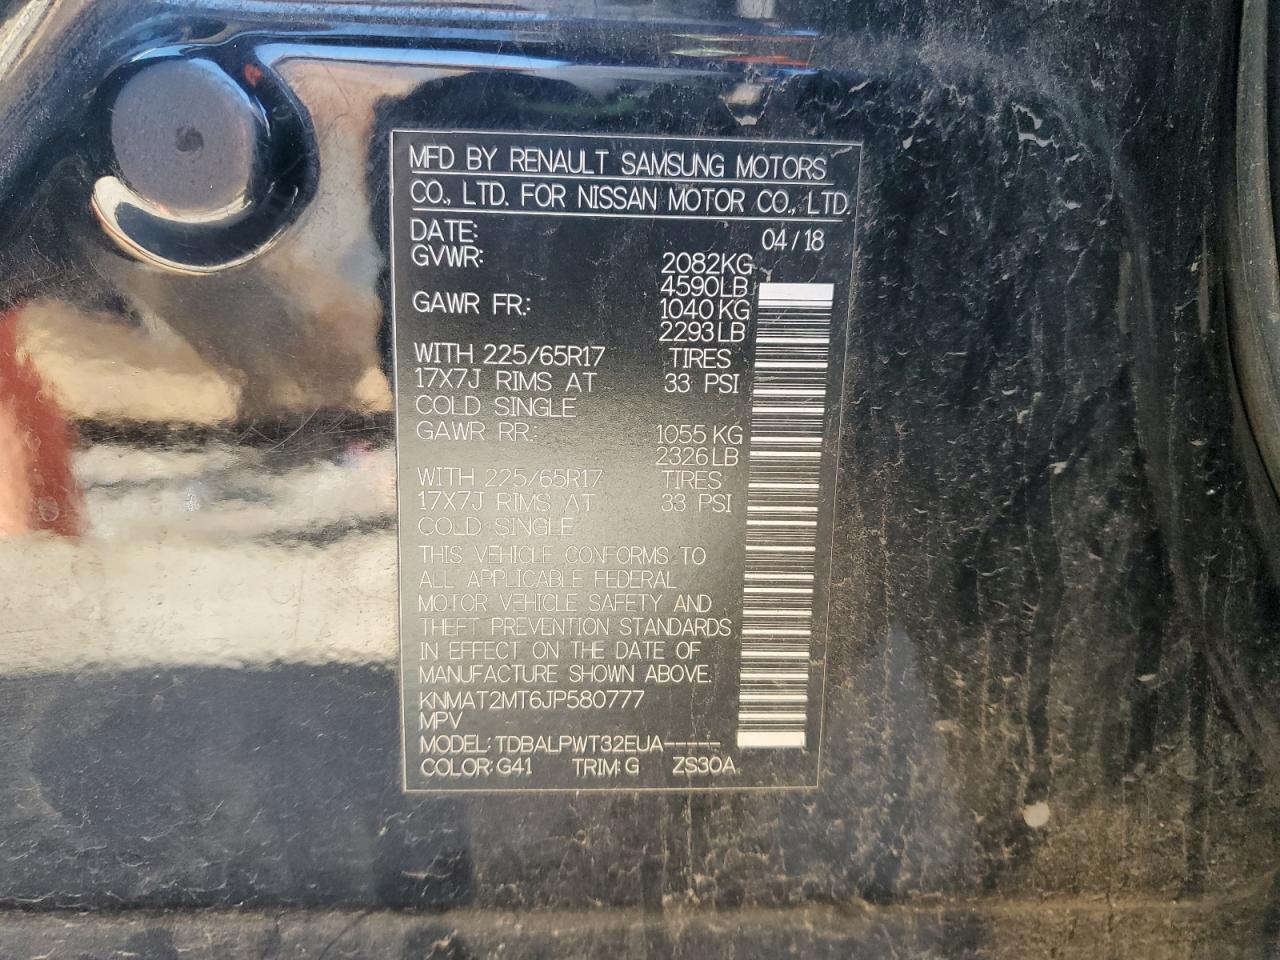 MFD BY RENAULT SAMSUNG MOTORS
CO., LTD. FOR NISSAN MOTOR CO., LTD.
DATE: 04/18
GVWR: 2082KG
4590LB
GAWR FR: 1040KG
2293LB
WITH 225/65R17 TIRES
17X7J RIMS AT 33 PSI
COLD SINGLE
GAWR RR: 1055KG
2326LB
WITH 225/65R17 TIRES
17X7J RIMS AT 33 PSI
COLD SINGLE
THIS VEHICLE CONFORMS TO
ALL APPLICABLE FEDERAL
MOTOR VEHICLE SAFETY AND
THEFT PREVENTION STANDARDS
IN EFFECT ON THE DATE OF
MANUFACTURE SHOWN ABOVE.
KNMAT2MT6JP580777
MPV
MODEL: TDBALPWT32EUA-----
COLOR: G41 TRIM: G ZS30A